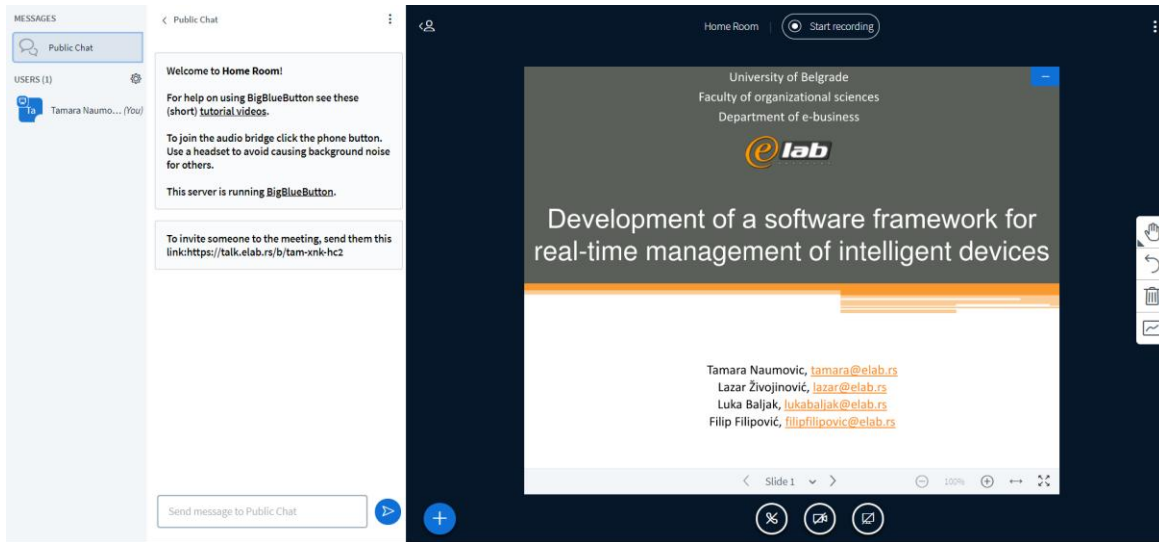 MESSAGES
Public Chat
USERS (1)
Ta
Tamara Naumo... (You)
Public Chat
Welcome to Home Room!
For help on using BigBlueButton see these
(short) tutorial videos.
To join the audio bridge click the phone button.
Use a headset to avoid causing background noise
for others.
This server is running BigBlueButton.
To invite someone to the meeting, send them this
link:https://talk.elab.rs/b/tam-xnk-hc2
Send message to Public Chat
Home Room
Start recording
University of Belgrade
Faculty of organizational sciences
Department of e-business
e lab
Development of a software framework for
real-time management of intelligent devices
Tamara Naumovic, tamara@elab.rs
Lazar Živojinović, lazar@elab.rs
Luka Baljak, lukabaljak@elab.rs
Filip Filipović, filipfilipovic@elab.rs
Slide 1
100%